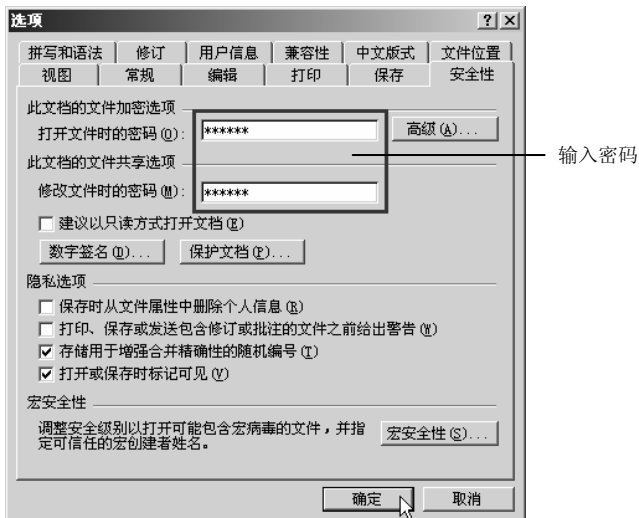 选项
拼写和语法 修订 用户信息 兼容性 中文版式 文件位置
视图 常规 编辑 打印 保存 安全性
此文档的文件加密选项
打开文件时的密码(O): ****** 高级(A)...
输入密码
此文档的文件共享选项
修改文件时的密码(M): ******
建议以只读方式打开文档(E)
数字签名(D)... 保护文档(P)...
隐私选项
保存时从文件属性中删除个人信息(R)
打印、保存或发送包含修订或批注的文件之前给出警告(W)
存储用于增强合并精确性的随机编号(T)
打开或保存时标记可见(V)
宏安全性
调整安全级别以打开可能包含宏病毒的文件，并指
定可信任的宏创建者姓名。 宏安全性(S)...
确定 取消